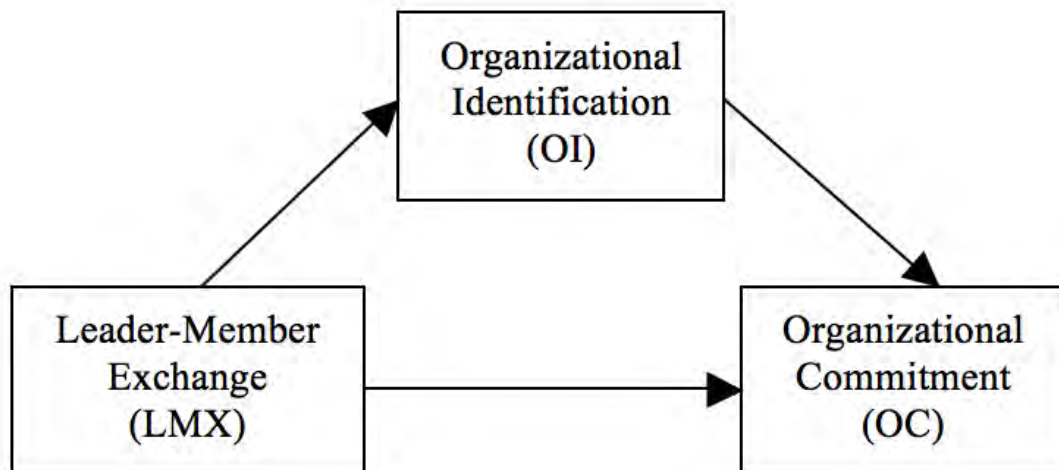 Organizational
Identification
(OI)
Leader-Member
Exchange
(LMX)
Organizational
Commitment
(OC)